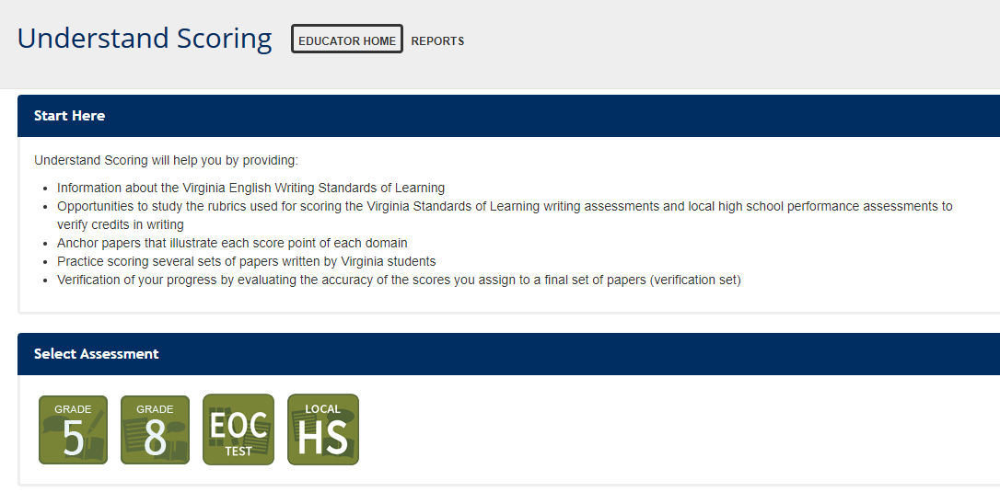 Understand Scoring EDUCATOR HOME REPORTS
Start Here
Understand Scoring will help you by providing:
• Information about the Virginia English Writing Standards of Learning
• Opportunities to study the rubrics used for scoring the Virginia Standards of Learning writing assessments and local high school performance assessments to
verify credits in writing
• Anchor papers that illustrate each score point of each domain
• Practice scoring several sets of papers written by Virginia students
• Verification of your progress by evaluating the accuracy of the scores you assign to a final set of papers (verification set)
Select Assessment
GRADE
5
GRADE
8
EOC
TEST
LOCAL
HS